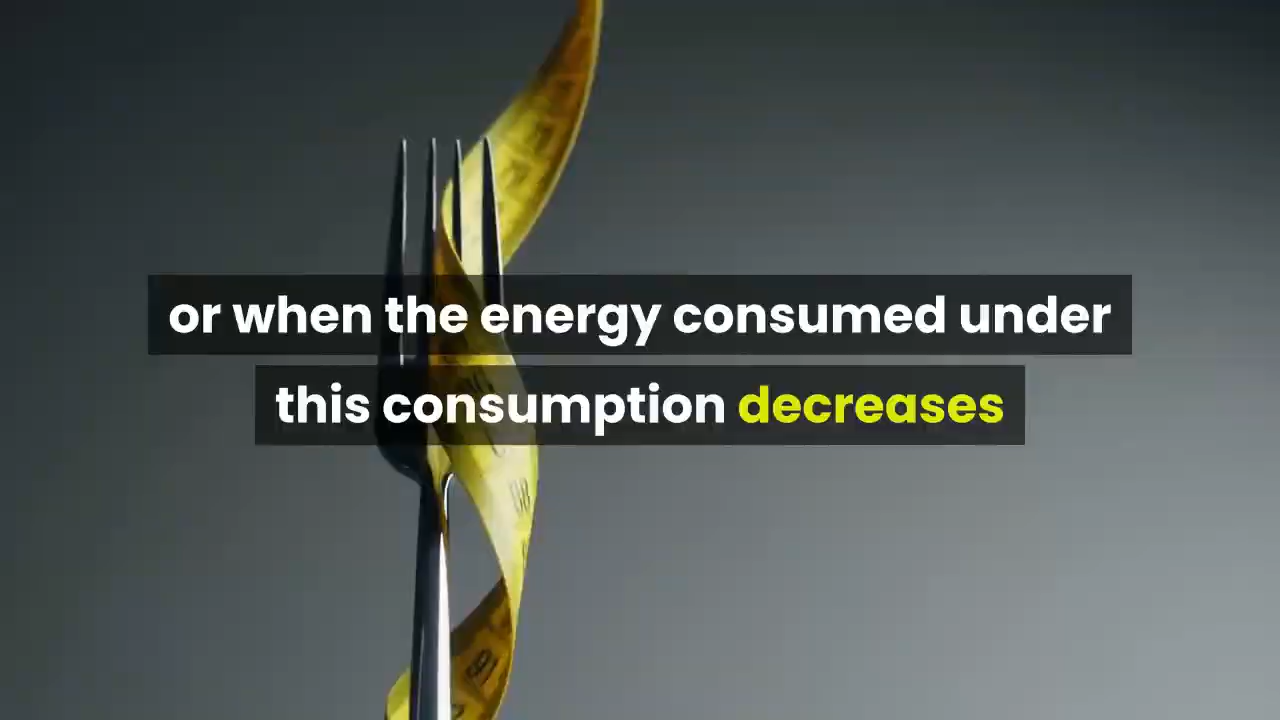 or when the energy consumed under
this consumption decreases